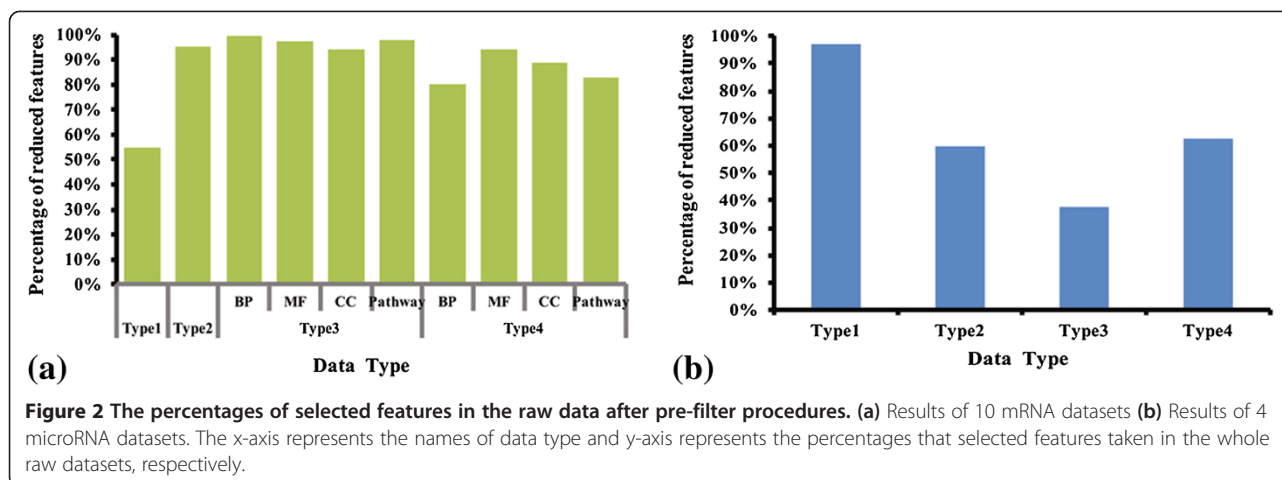 Percentage of reduced features
100%
90%
80%
70%
60%
50%
40%
30%
20%
10%
0%
BP MF CC Pathway BP MF CC Pathway
Type1 Type2 Type3 Type4
Data Type
(a)
Percentage of reduced features
100%
90%
80%
70%
60%
50%
40%
30%
20%
10%
0%
Type1 Type2 Type3 Type4
Data Type
(b)
Figure 2 The percentages of selected features in the raw data after pre-filter procedures. (a) Results of 10 mRNA datasets (b) Results of 4
microRNA datasets. The x-axis represents the names of data type and y-axis represents the percentages that selected features taken in the whole
raw datasets, respectively.